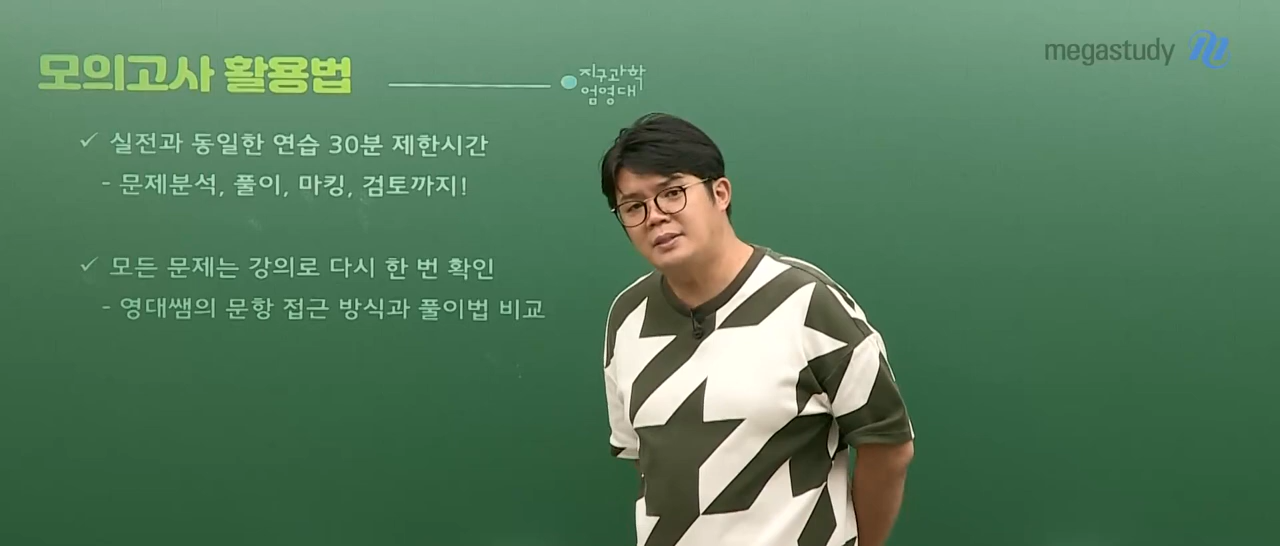 megastudy
모의고사 활용법
지구과학
엄영대
✓ 실전과 동일한 연습 30분 제한시간
- 문제분석, 풀이, 마킹, 검토까지!
✓ 모든 문제는 강의로 다시 한 번 확인
- 영대쌤의 문항 접근 방식과 풀이법 비교